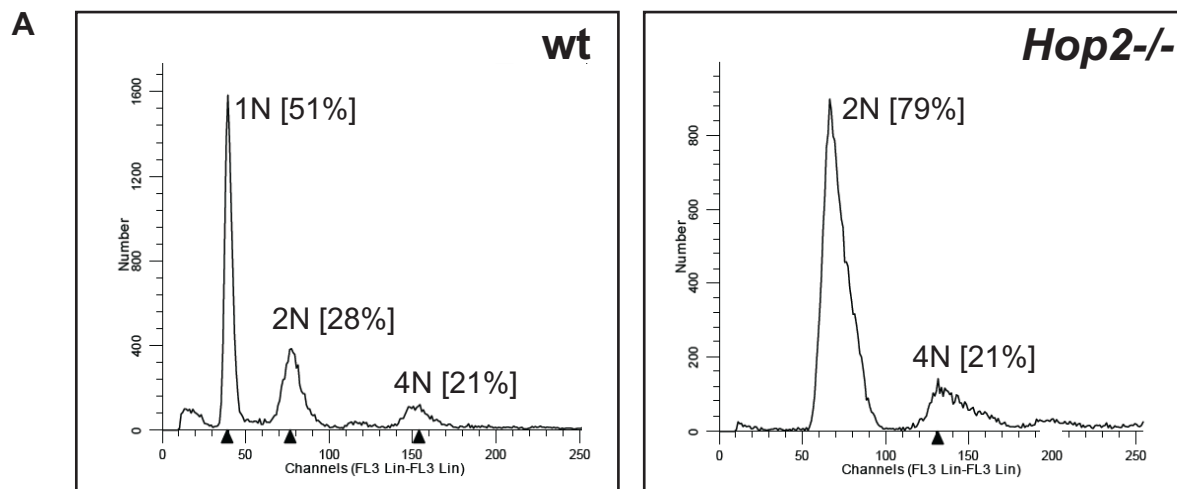 A
wt
1N [51%]
2N [28%]
4N [21%]
Number
1600
1200
800
400
0
0 50 100 150 200 250
Channels (FL3 Lin-FL3 Lin)
Hop2-/-
2N [79%]
4N [21%]
Number
800
600
400
200
0
0 50 100 150 200 250
Channels (FL3 Lin-FL3 Lin)